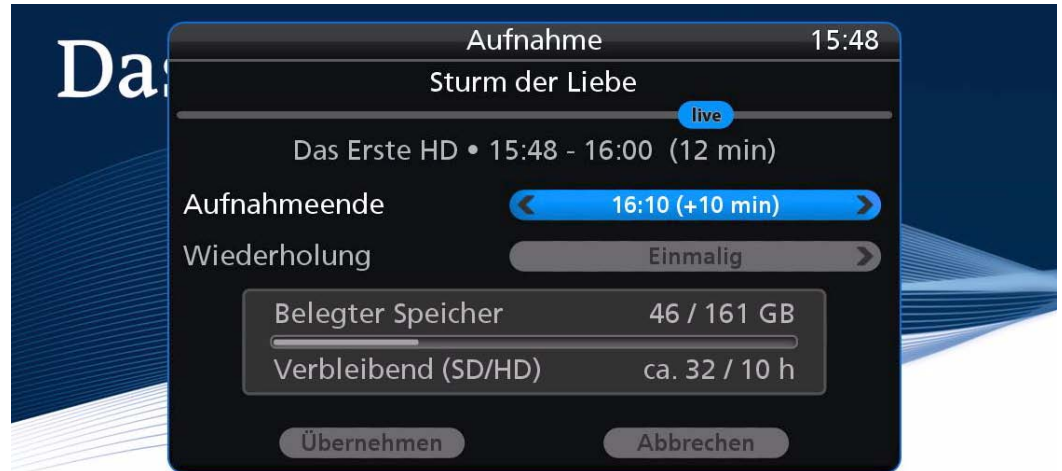 Aufnahme 15:48
Sturm der Liebe
live
Das Erste HD • 15:48 - 16:00 (12 min)
Aufnahmeende 16:10 (+10 min)
Wiederholung Einmalig
Belegter Speicher 46 / 161 GB
Verbleibend (SD/HD) ca. 32 / 10 h
Übernehmen Abbrechen